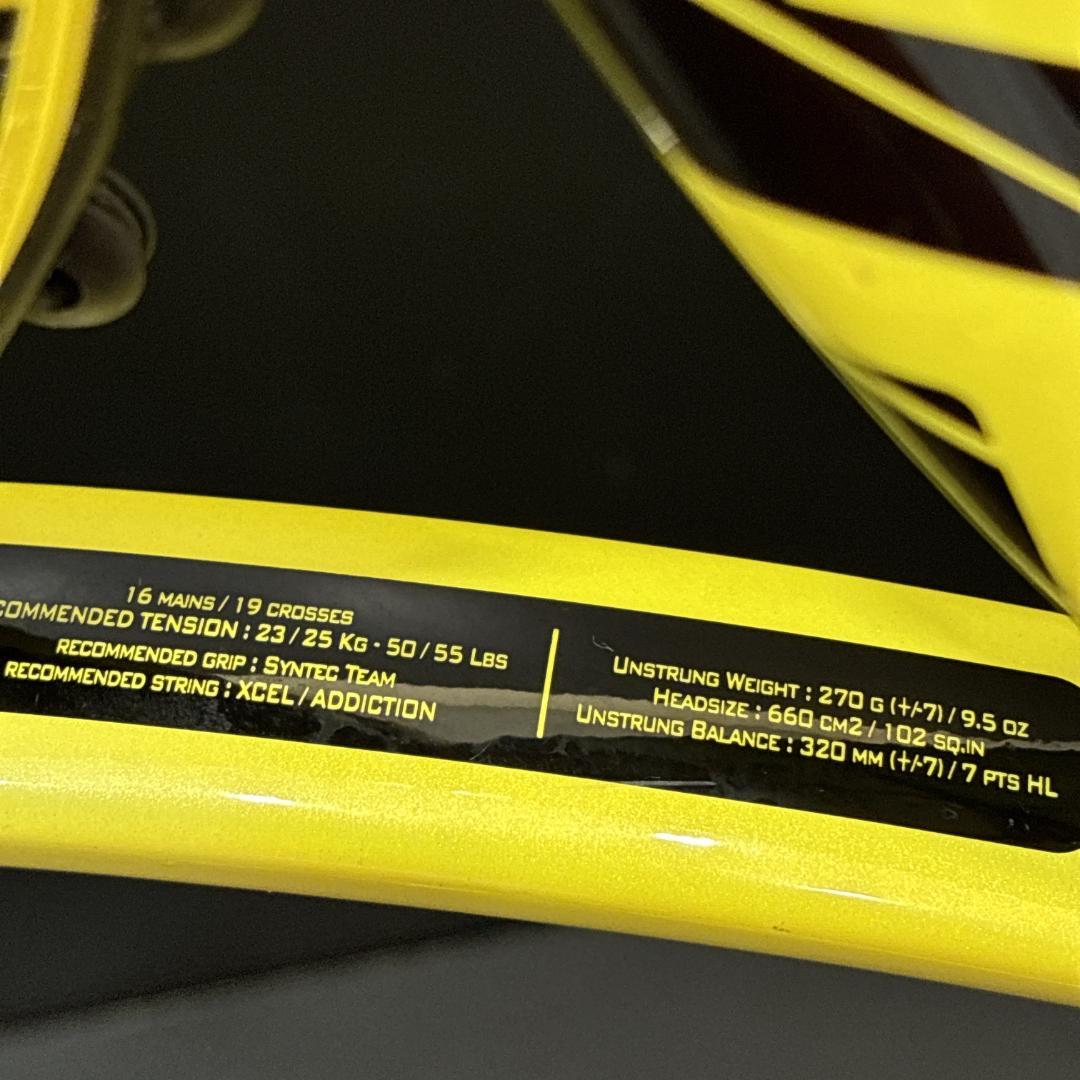 16 MAINS / 19 CROSSES
COMMENDED TENSION : 23 / 25 KG - 50 / 55 LBS
RECOMMENDED GRIP : SYNTEC TEAM
RECOMMENDED STRING : XCEL / ADDICTION
UNSTRUNG WEIGHT : 270 G (+/-7) / 9.5 OZ
HEADSIZE : 660 CM2 / 102 SQ.IN
UNSTRUNG BALANCE : 320 MM (+/-7) / 7 PTS HL